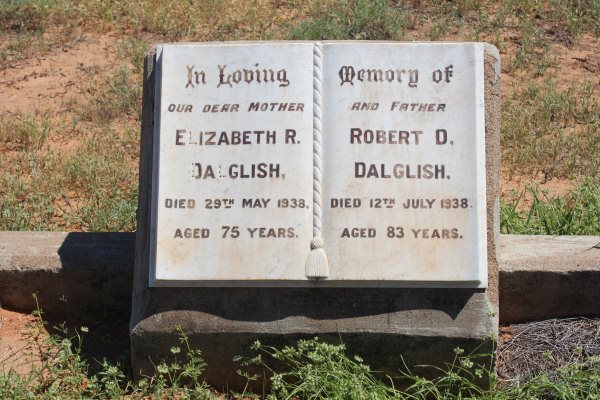 In Loving
OUR DEAR MOTHER
ELIZABETH R.
DALGLISH,
DIED 29TH MAY 1938.
AGED 75 YEARS.
Memory of
AND FATHER
ROBERT D.
DALGLISH,
DIED 12TH JULY 1938
AGED 83 YEARS.